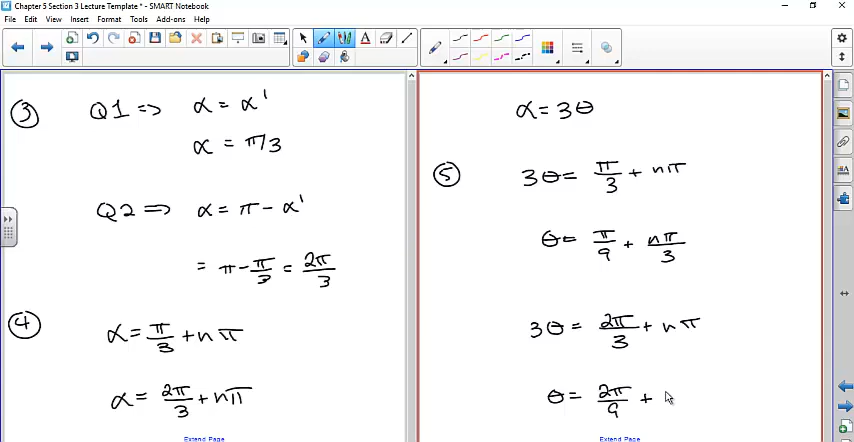 Chapter 5 Section 3 Lecture Template * - SMART Notebook
File Edit View Insert Format Tools Add-ons Help
③ Q1 => α = α'
α = π/3
Q2 => α = π - α'
= π - π/3 = 2π/3
④ α = π/3 + nπ
α = 2π/3 + nπ
Extend Page
α = 3θ
⑤ 3θ = π/3 + nπ
θ = π/9 + nπ/3
3θ = 2π/3 + nπ
θ = 2π/9 +
Extend Page